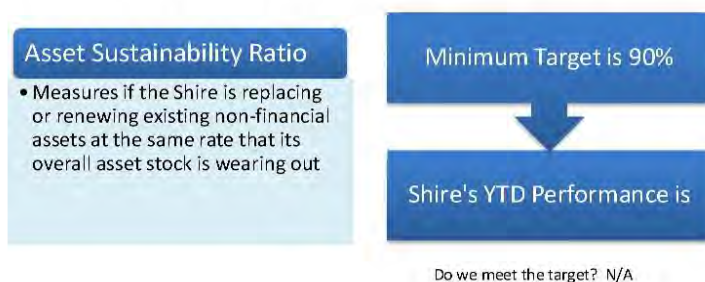 Asset Sustainability Ratio
• Measures if the Shire is replacing
or renewing existing non-financial
assets at the same rate that its
overall asset stock is wearing out
Minimum Target is 90%
Shire's YTD Performance is
Do we meet the target? N/A